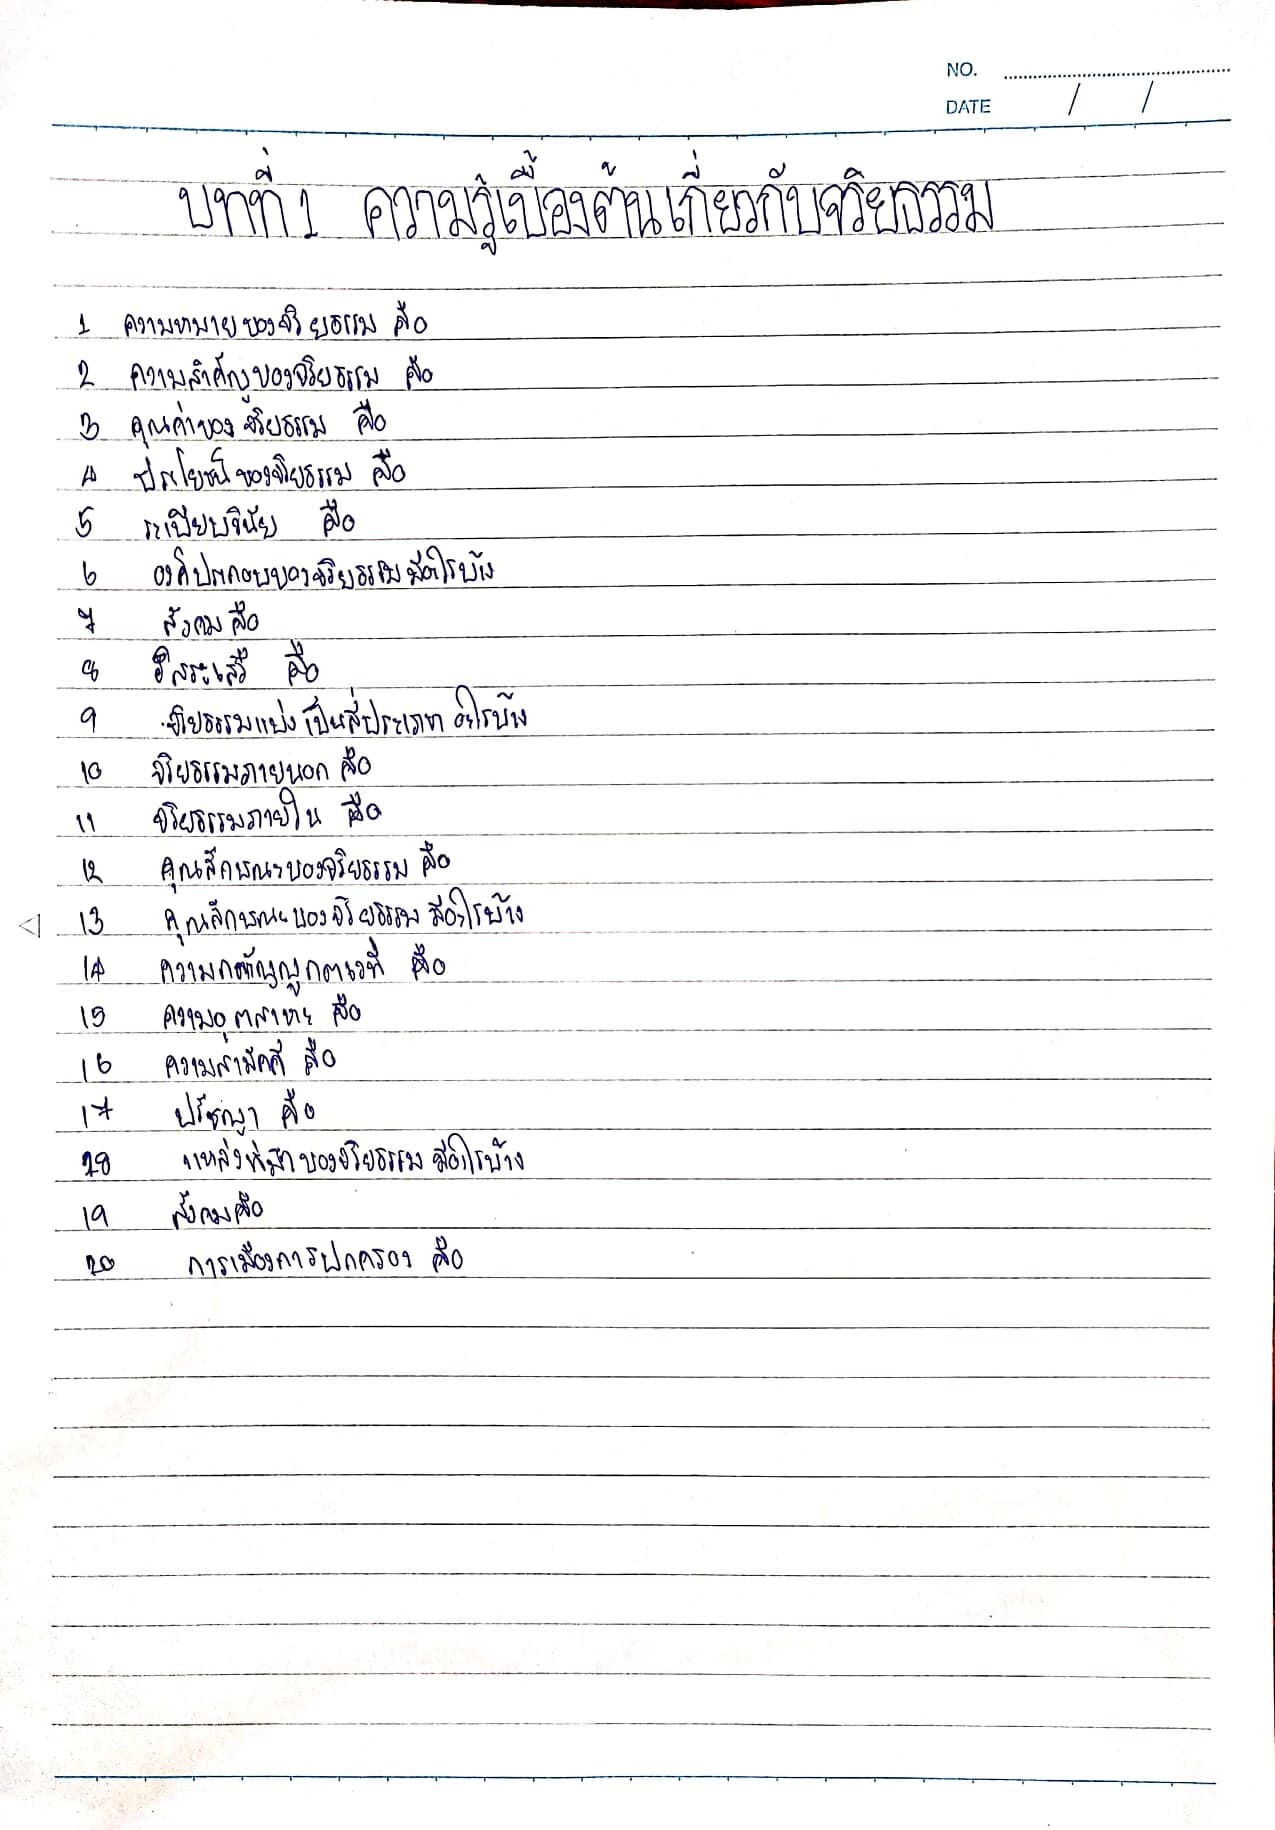 NO.
DATE / /
บทที่ 1 ความรู้เบื้องต้นเกี่ยวกับจริยธรรม
1 ความหมายของจริยธรรม คือ
2 ความสำคัญของจริยธรรม คือ
3 คุณค่าของจริยธรรม คือ
4 ประโยชน์ของจริยธรรม คือ
5 ระเบียบวินัย คือ
6 องค์ประกอบของจริยธรรม มีอะไรบ้าง
7 สังคม คือ
8 อิสระเสรี คือ
9 จริยธรรมแบ่งเป็นสี่ประเภท อะไรบ้าง
10 จริยธรรมภายนอก คือ
11 จริยธรรมภายใน คือ
12 คุณลักษณะของจริยธรรม คือ
13 คุณลักษณะของจริยธรรม มีอะไรบ้าง
14 ความกตัญญูกตเวที คือ
15 ความอุตสาหะ คือ
16 ความสามัคคี คือ
17 ปรัชญา คือ
18 แหล่งที่มาของจริยธรรม มีอะไรบ้าง
19 สังคมคือ
20 การเมืองการปกครอง คือ